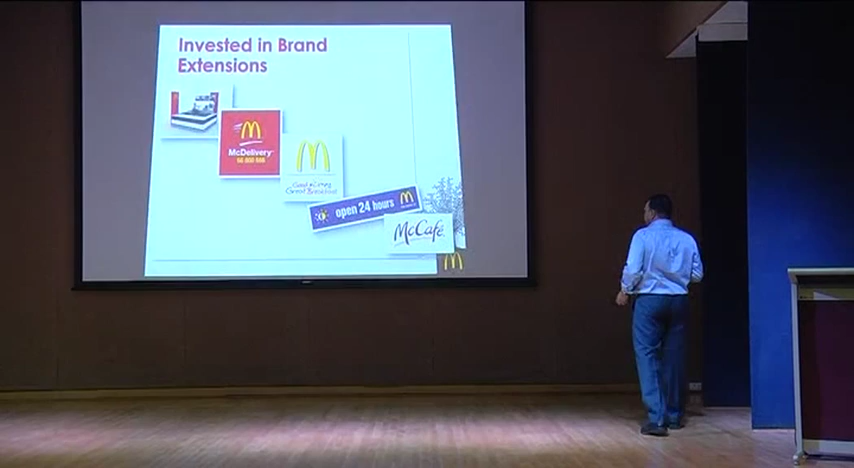 Invested in Brand
Extensions
McDelivery
open 24 hours
McCafé